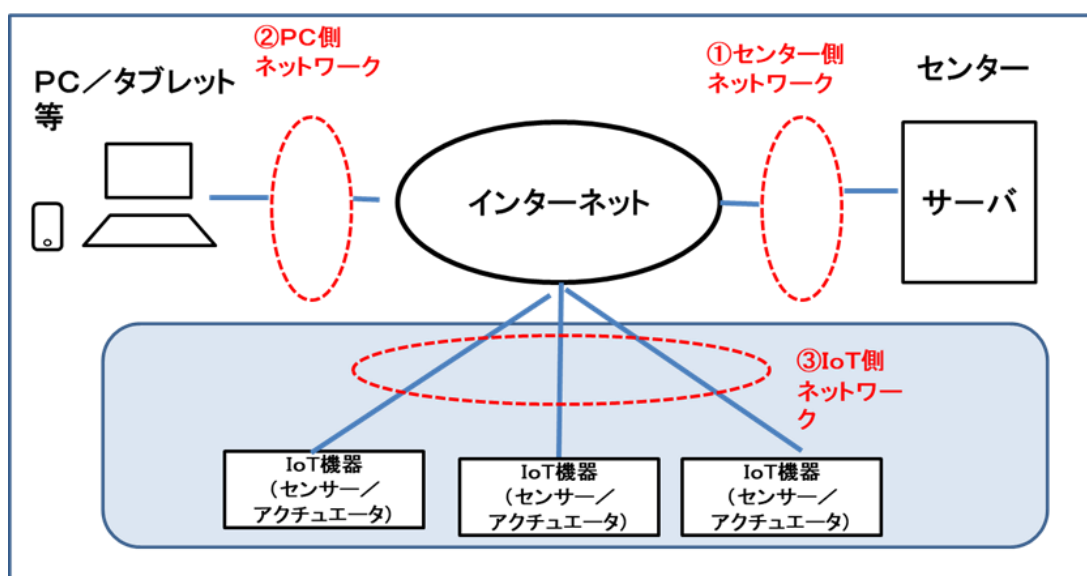 ②PC側
ネットワーク
①センター側
ネットワーク
センター
PC／タブレット
等
インターネット
サーバ
③IoT側
ネットワー
ク
IoT機器
(センサー／
アクチュエータ)
IoT機器
(センサー／
アクチュエータ)
IoT機器
(センサー／
アクチュエータ)